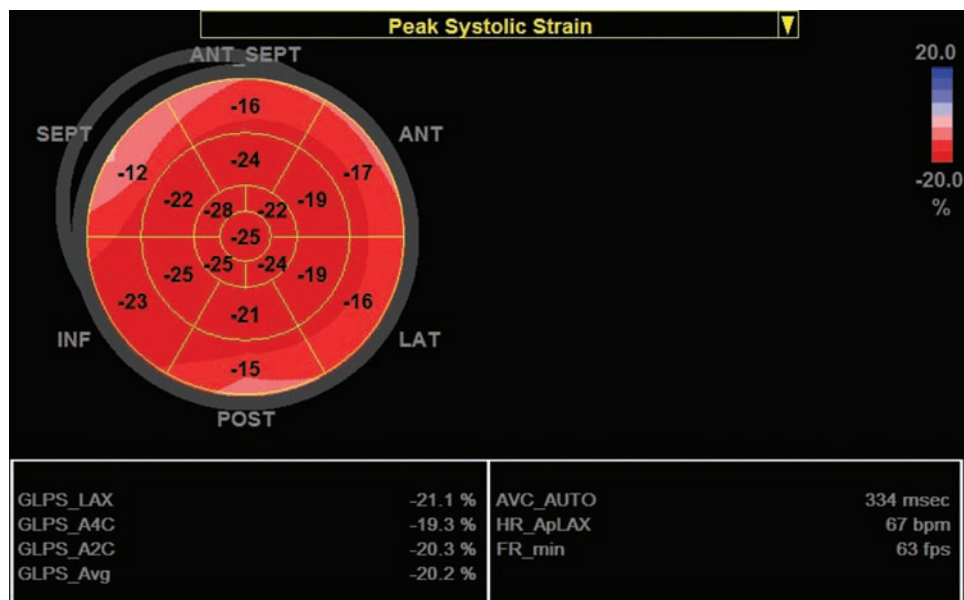 Peak Systolic Strain
ANT_SEPT
20.0
-16
SEPT
ANT
-24
-12
-17
-20.0
%
-22
-28
-22
-19
-25
-25
-25
-24
-19
-23
-16
-21
INF
LAT
-15
POST
GLPS_LAX -21.1 %
GLPS_A4C -19.3 %
GLPS_A2C -20.3 %
GLPS_Avg -20.2 %
AVC_AUTO 334 msec
HR_ApLAX 67 bpm
FR_min 63 fps